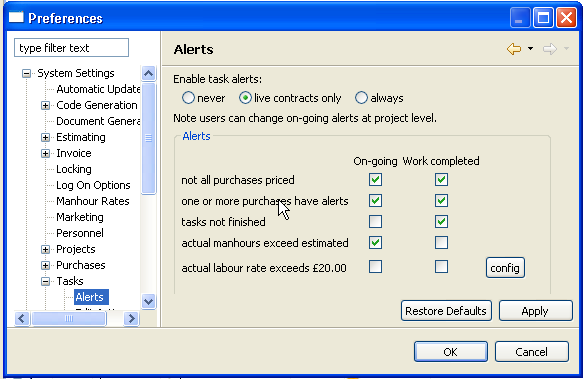 Preferences
type filter text
System Settings
Automatic Update
Code Generation
Document Genera
Estimating
Invoice
Locking
Log On Options
Manhour Rates
Marketing
Personnel
Projects
Purchases
Tasks
Alerts
Alerts
Enable task alerts:
never live contracts only always
Note users can change on-going alerts at project level.
Alerts
On-going Work completed
not all purchases priced
one or more purchases have alerts
tasks not finished
actual manhours exceed estimated
actual labour rate exceeds £20.00 config
Restore Defaults Apply
OK Cancel